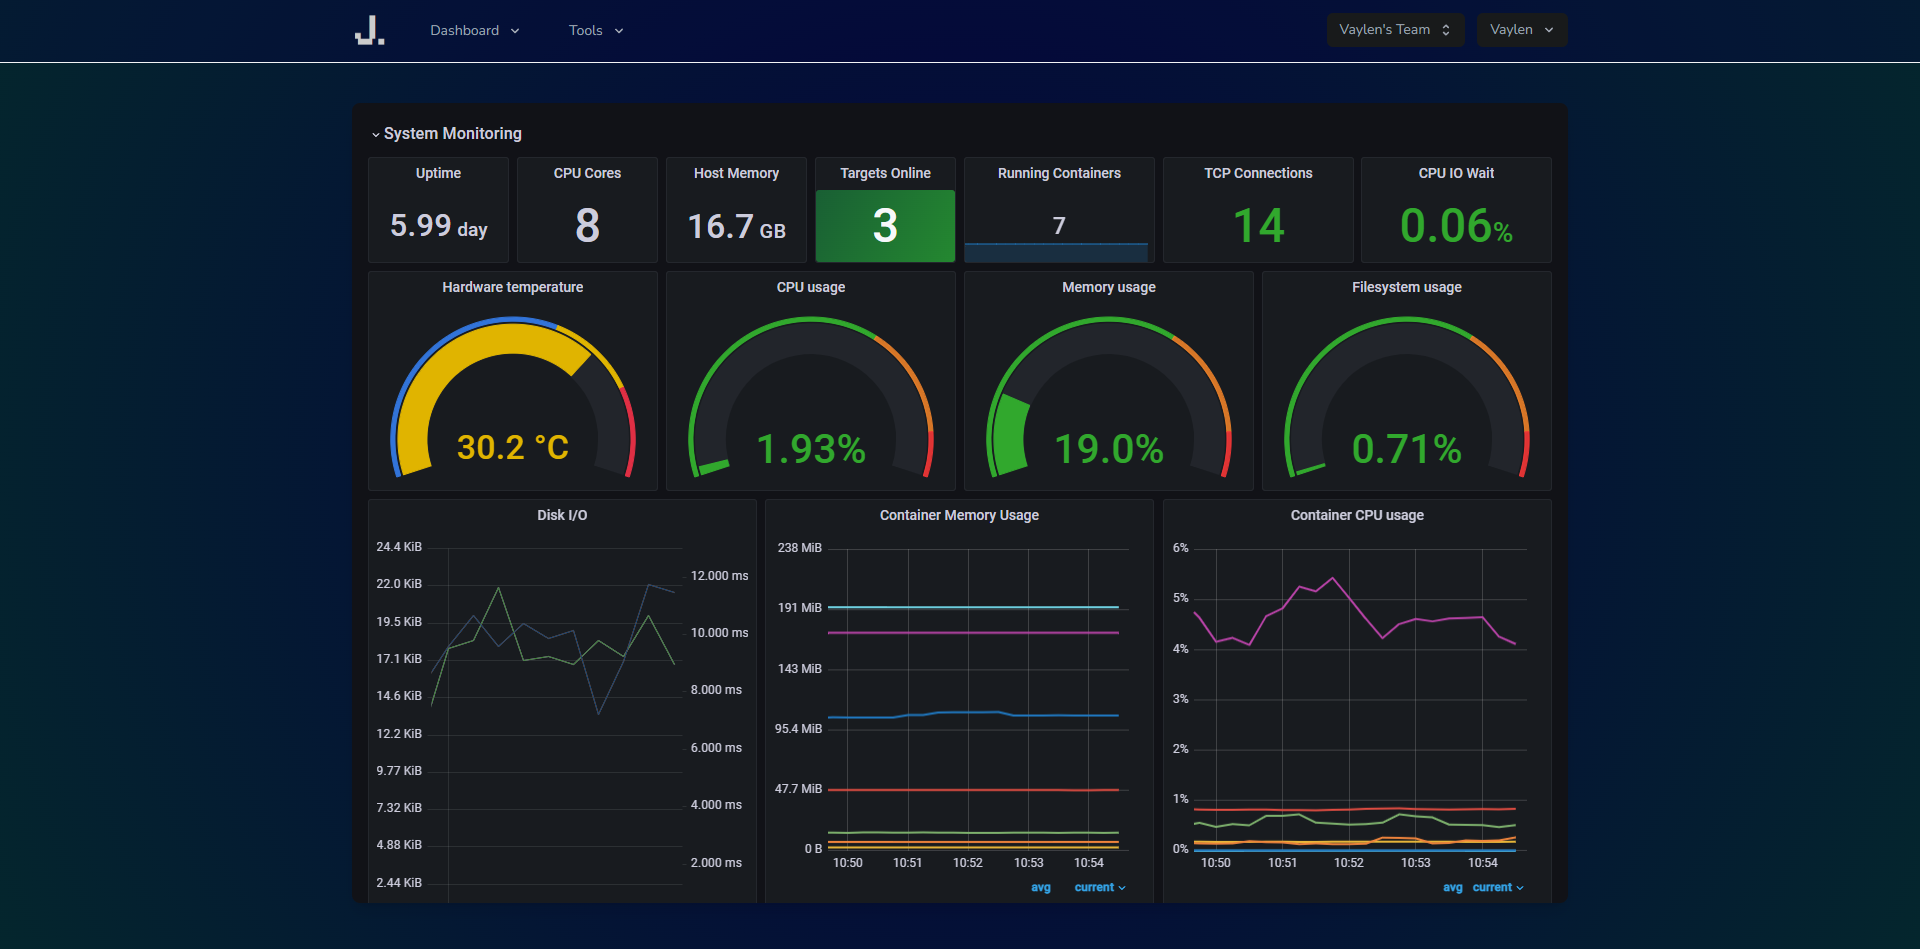 J.
Dashboard
Tools
Vaylen's Team
Vaylen
System Monitoring
Uptime
CPU Cores
Host Memory
Targets Online
Running Containers
TCP Connections
CPU IO Wait
5.99 day
8
16.7 GB
3
7
14
0.06%
Hardware temperature
CPU usage
Memory usage
Filesystem usage
30.2 °C
1.93%
19.0%
0.71%
Disk I/O
24.4 KiB
22.0 KiB
19.5 KiB
17.1 KiB
14.6 KiB
12.2 KiB
9.77 KiB
7.32 KiB
4.88 KiB
2.44 KiB
12.000 ms
10.000 ms
8.000 ms
6.000 ms
4.000 ms
2.000 ms
Container Memory Usage
238 MiB
191 MiB
143 MiB
95.4 MiB
47.7 MiB
0 B
10:50 10:51 10:52 10:53 10:54
avg current
Container CPU usage
6%
5%
4%
3%
2%
1%
0%
10:50 10:51 10:52 10:53 10:54
avg current